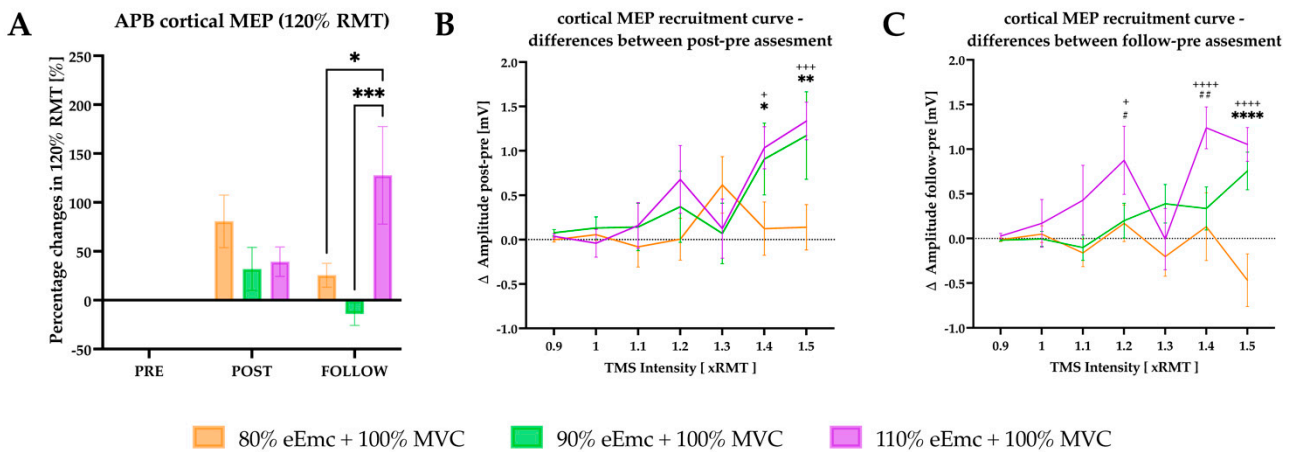 A
APB cortical MEP (120% RMT)
Percentage changes in 120% RMT [%]
250
200
150
100
50
0
-50
*
***
PRE
POST
FOLLOW
B
cortical MEP recruitment curve -
differences between post-pre assesment
Δ Amplitude post-pre [mV]
2.0
1.5
1.0
0.5
0.0
-0.5
-1.0
+
*
+++
**
0.9
1
1.1
1.2
1.3
1.4
1.5
TMS Intensity [ xRMT ]
C
cortical MEP recruitment curve -
differences between follow-pre assesment
Δ Amplitude follow-pre [mV]
2.0
1.5
1.0
0.5
0.0
-0.5
-1.0
+
#
++++
##
++++
****
0.9
1
1.1
1.2
1.3
1.4
1.5
TMS Intensity [ xRMT ]
80% eEmc + 100% MVC
90% eEmc + 100% MVC
110% eEmc + 100% MVC